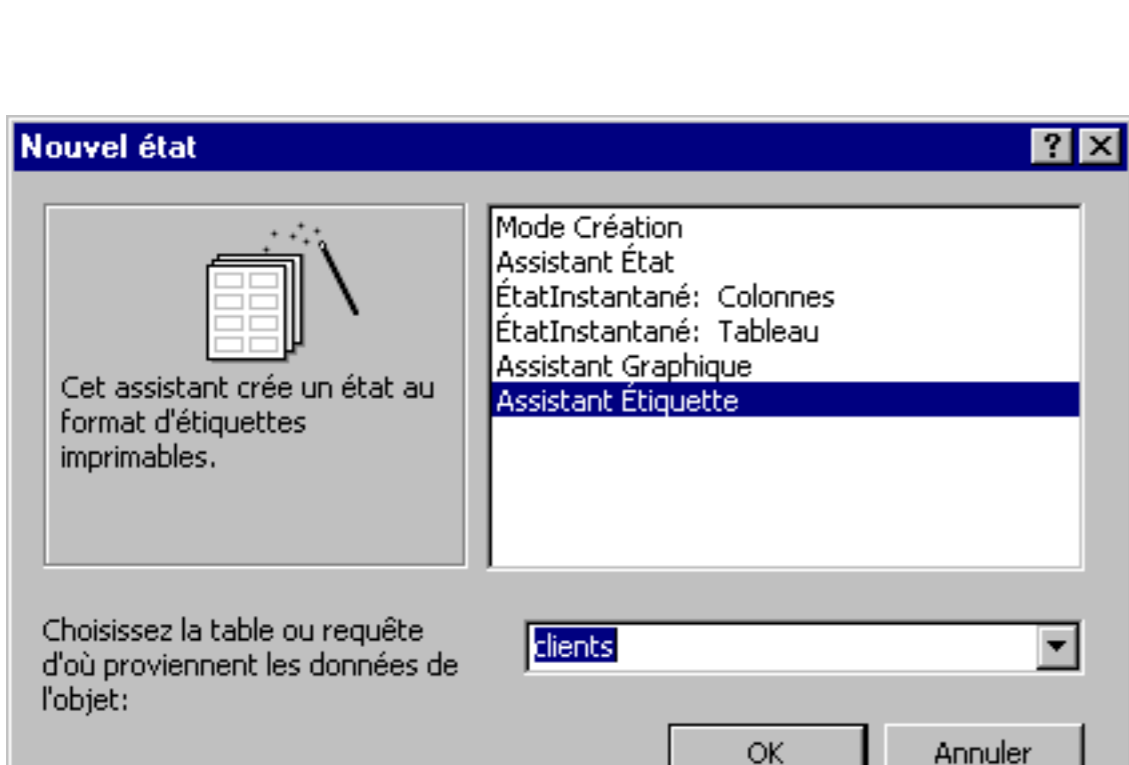 Nouvel état
Mode Création
Assistant État
ÉtatInstantané: Colonnes
ÉtatInstantané: Tableau
Assistant Graphique
Assistant Étiquette
Cet assistant crée un état au
format d'étiquettes
imprimables.
Choisissez la table ou requête
d'où proviennent les données de
l'objet:
clients
OK
Annuler